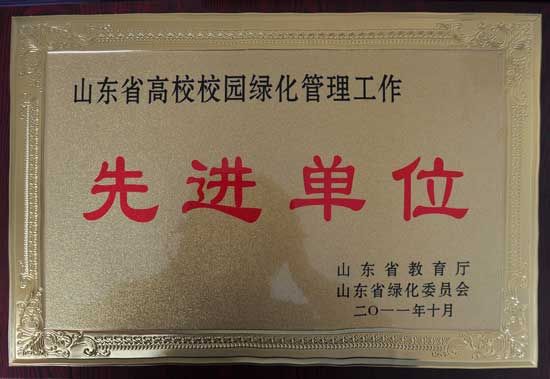 山东省高校校园绿化管理工作
先进单位
山东省教育厅
山东省绿化委员会
二〇一一年十月